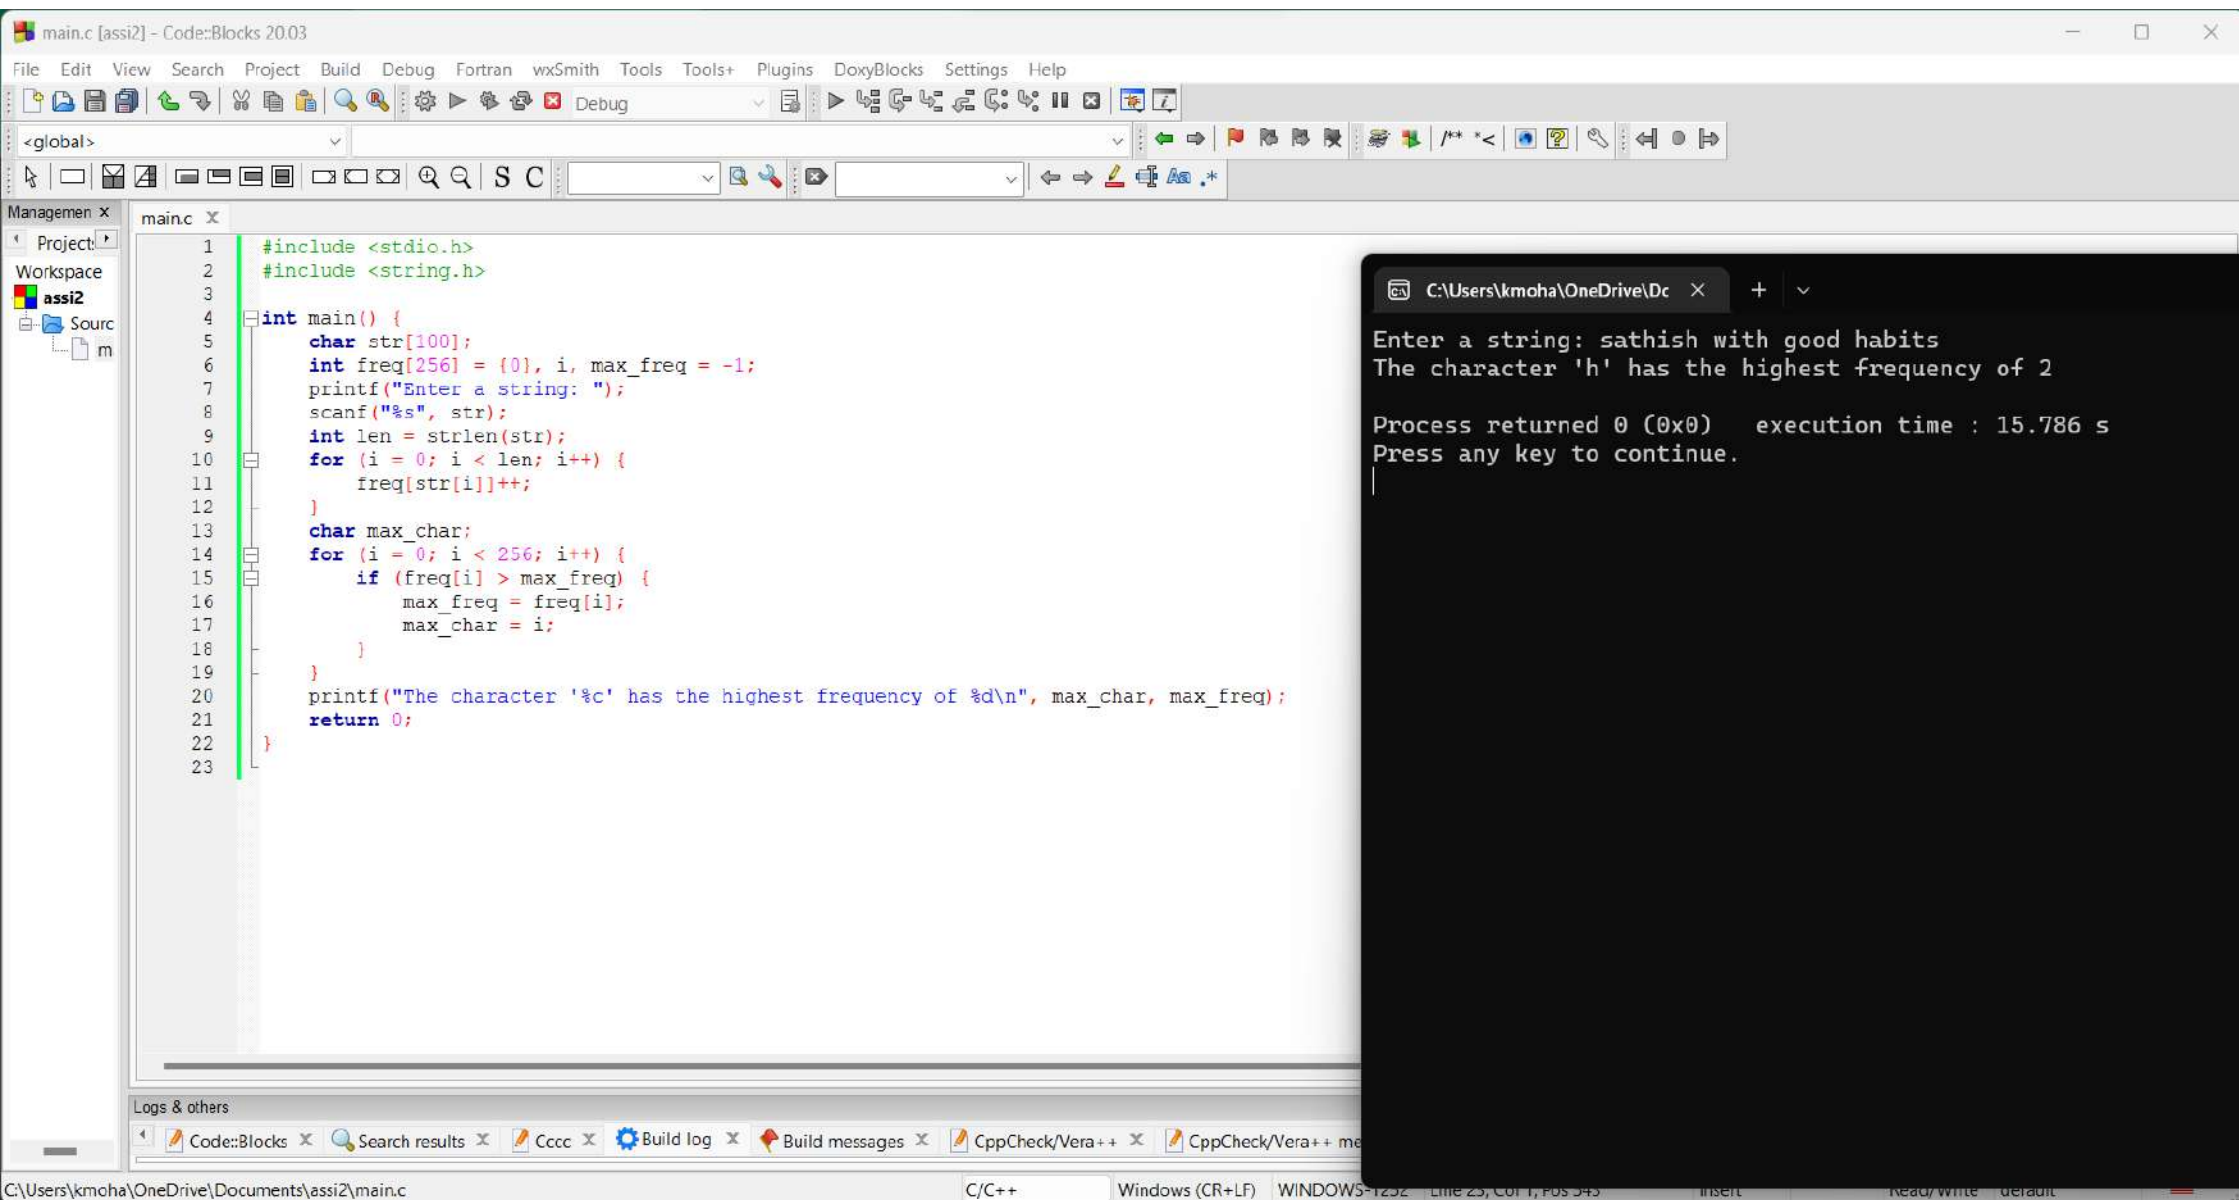 main.c [assi2] - Code::Blocks 20.03
File Edit View Search Project Build Debug Fortran wxSmith Tools Tools+ Plugins DoxyBlocks Settings Help
Debug
<global>
/** *<
S C
Aa .*
Managemen x
main.c x
Project:
Workspace
assi2
Sourc
m
1 #include <stdio.h>
2 #include <string.h>
3
4 int main() {
5 char str[100];
6 int freq[256] = {0}, i, max_freq = -1;
7 printf("Enter a string: ");
8 scanf("%s", str);
9 int len = strlen(str);
10 for (i = 0; i < len; i++) {
11 freq[str[i]]++;
12 }
13 char max_char;
14 for (i = 0; i < 256; i++) {
15 if (freq[i] > max_freq) {
16 max_freq = freq[i];
17 max_char = i;
18 }
19 }
20 printf("The character '%c' has the highest frequency of %d\n", max_char, max_freq);
21 return 0;
22 }
23
C:\Users\kmoha\OneDrive\Dc
Enter a string: sathish with good habits
The character 'h' has the highest frequency of 2
Process returned 0 (0x0) execution time : 15.786 s
Press any key to continue.
Logs & others
Code::Blocks x Search results x Cccc x Build log x Build messages x CppCheck/Vera++ x CppCheck/Vera++ me
C:\Users\kmoha\OneDrive\Documents\assi2\main.c C/C++ Windows (CR+LF) WINDOWS-1252